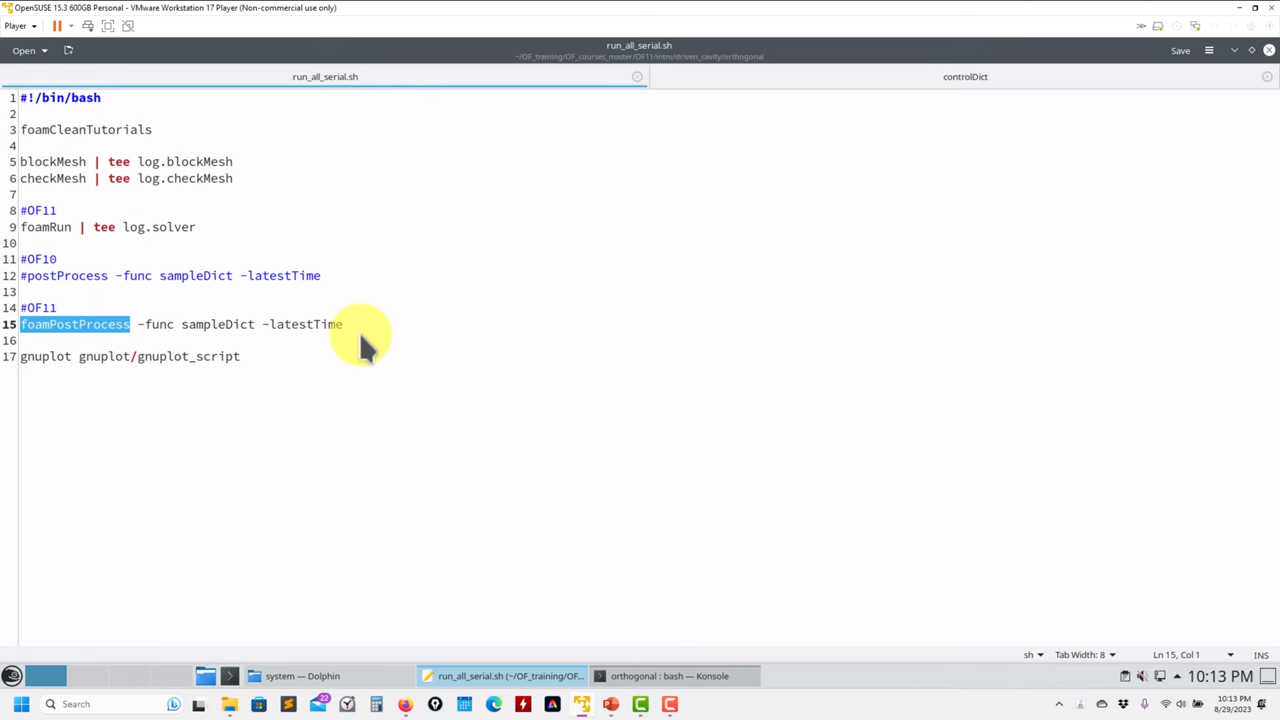 OpenSUSE 15.3 600GB Personal - VMware Workstation 17 Player (Non-commercial use only)
Player
Open
run_all_serial.sh
~/OF_training/OF_courses_master/OF11/intro/driven_cavity/orthogonal
Save
run_all_serial.sh
controlDict
1 #!/bin/bash
2
3 foamCleanTutorials
4
5 blockMesh | tee log.blockMesh
6 checkMesh | tee log.checkMesh
7
8 #OF11
9 foamRun | tee log.solver
10
11 #OF10
12 #postProcess -func sampleDict -latestTime
13
14 #OF11
15 foamPostProcess -func sampleDict -latestTime
16
17 gnuplot gnuplot/gnuplot_script
sh
Tab Width: 8
Ln 15, Col 1
INS
system — Dolphin
run_all_serial.sh (~/OF_training/OF...
orthogonal : bash — Konsole
10:13 PM
Search
22
10:13 PM
8/29/2023